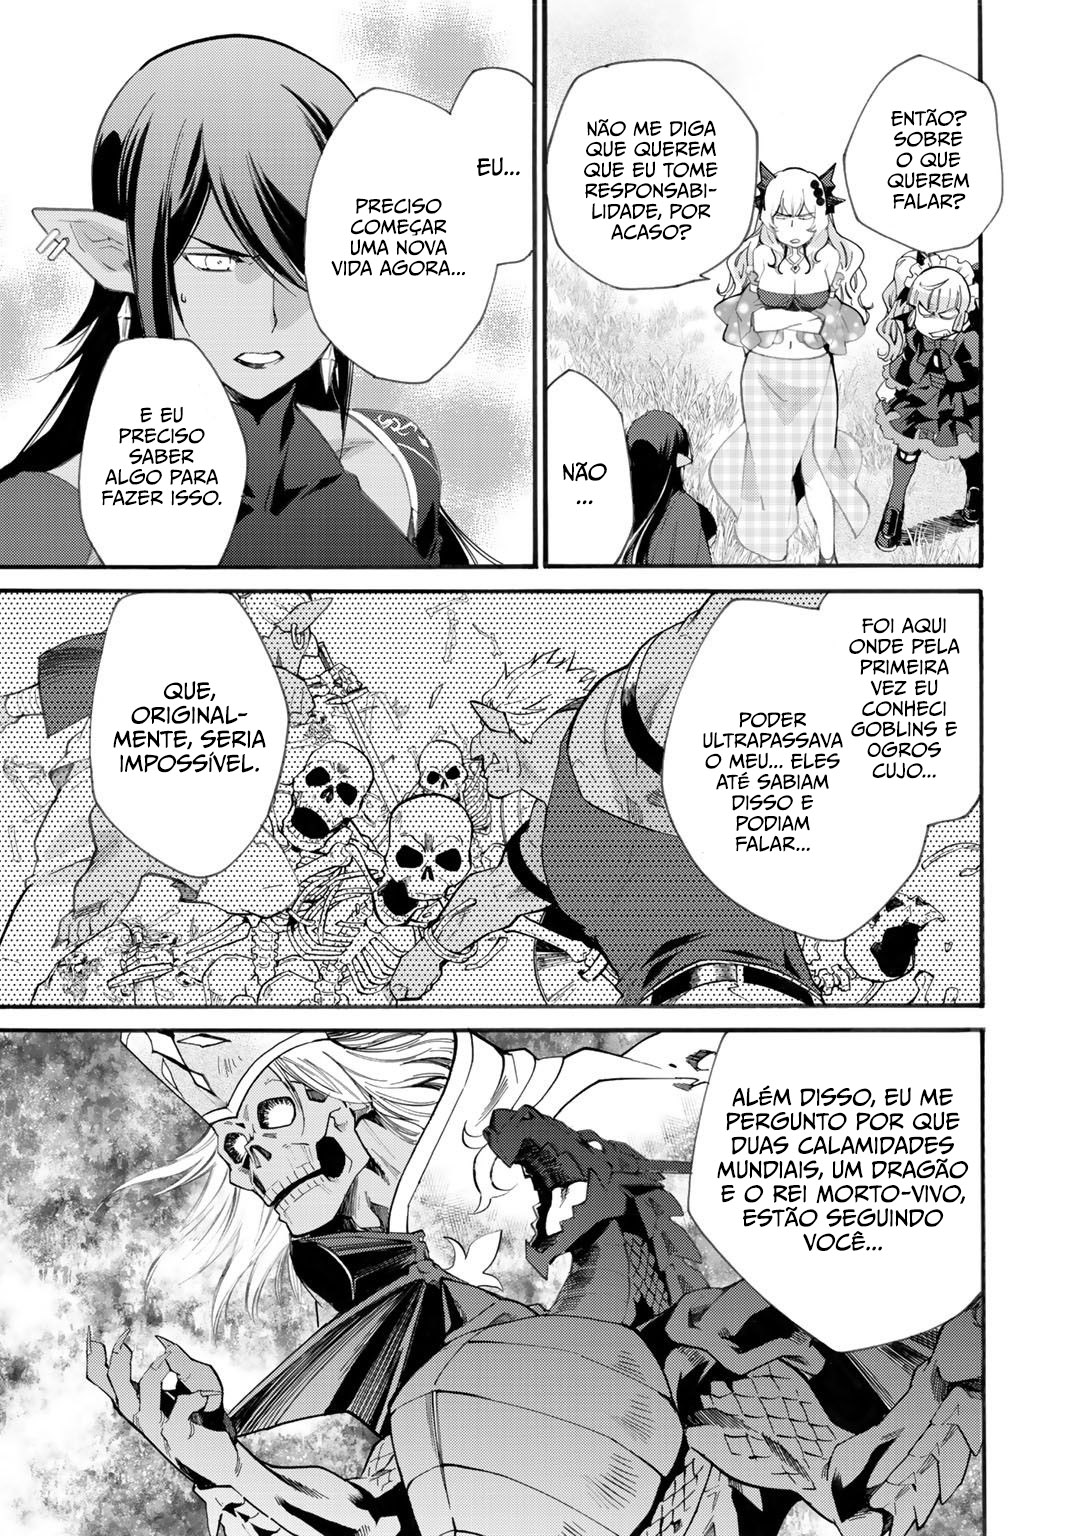 ENTÃO?
SOBRE
O QUE
QUEREM
FALAR?
NÃO ME DIGA
QUE QUEREM
QUE EU TOME
RESPONSABI-
LIDADE, POR
ACASO?
NÃO
...
EU...
PRECISO
COMEÇAR
UMA NOVA
VIDA AGORA...
E EU
PRECISO
SABER
ALGO PARA
FAZER ISSO.
FOI AQUI
ONDE PELA
PRIMEIRA
VEZ EU
CONHECI
GOBLINS E
OGROS
CUJO...
PODER
ULTRAPASSAVA
O MEU... ELES
ATÉ SABIAM
DISSO E
PODIAM
FALAR...
QUE,
ORIGINAL-
MENTE, SERIA
IMPOSSÍVEL.
ALÉM DISSO, EU ME
PERGUNTO POR QUE
DUAS CALAMIDADES
MUNDIAIS, UM DRAGÃO
E O REI MORTO-VIVO,
ESTÃO SEGUINDO
VOCÊ...